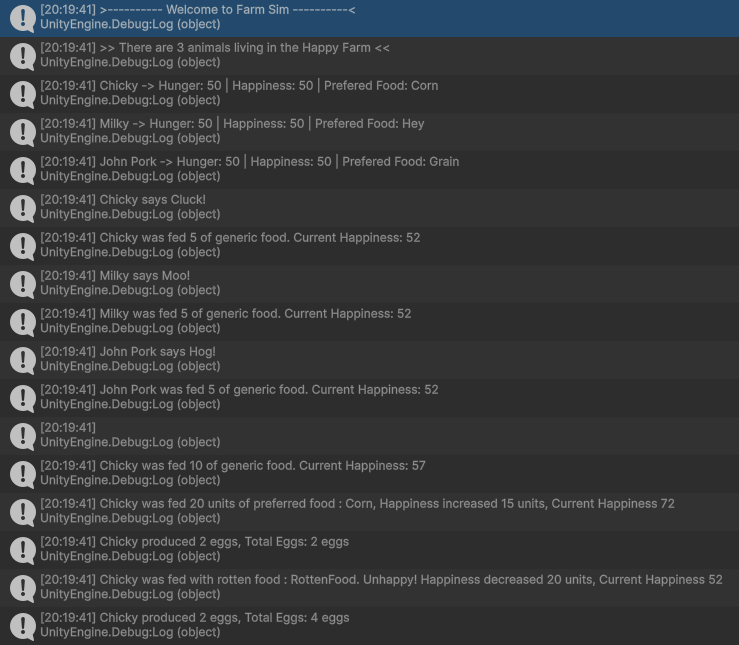 [20:19:41] >---------- Welcome to Farm Sim ----------<
UnityEngine.Debug:Log (object)
[20:19:41] >> There are 3 animals living in the Happy Farm <<
UnityEngine.Debug:Log (object)
[20:19:41] Chicky -> Hunger: 50 | Happiness: 50 | Prefered Food: Corn
UnityEngine.Debug:Log (object)
[20:19:41] Milky -> Hunger: 50 | Happiness: 50 | Prefered Food: Hey
UnityEngine.Debug:Log (object)
[20:19:41] John Pork -> Hunger: 50 | Happiness: 50 | Prefered Food: Grain
UnityEngine.Debug:Log (object)
[20:19:41] Chicky says Cluck!
UnityEngine.Debug:Log (object)
[20:19:41] Chicky was fed 5 of generic food. Current Happiness: 52
UnityEngine.Debug:Log (object)
[20:19:41] Milky says Moo!
UnityEngine.Debug:Log (object)
[20:19:41] Milky was fed 5 of generic food. Current Happiness: 52
UnityEngine.Debug:Log (object)
[20:19:41] John Pork says Hog!
UnityEngine.Debug:Log (object)
[20:19:41] John Pork was fed 5 of generic food. Current Happiness: 52
UnityEngine.Debug:Log (object)
[20:19:41]
UnityEngine.Debug:Log (object)
[20:19:41] Chicky was fed 10 of generic food. Current Happiness: 57
UnityEngine.Debug:Log (object)
[20:19:41] Chicky was fed 20 units of preferred food : Corn, Happiness increased 15 units, Current Happiness 72
UnityEngine.Debug:Log (object)
[20:19:41] Chicky produced 2 eggs, Total Eggs: 2 eggs
UnityEngine.Debug:Log (object)
[20:19:41] Chicky was fed with rotten food : RottenFood. Unhappy! Happiness decreased 20 units, Current Happiness 52
UnityEngine.Debug:Log (object)
[20:19:41] Chicky produced 2 eggs, Total Eggs: 4 eggs
UnityEngine.Debug:Log (object)